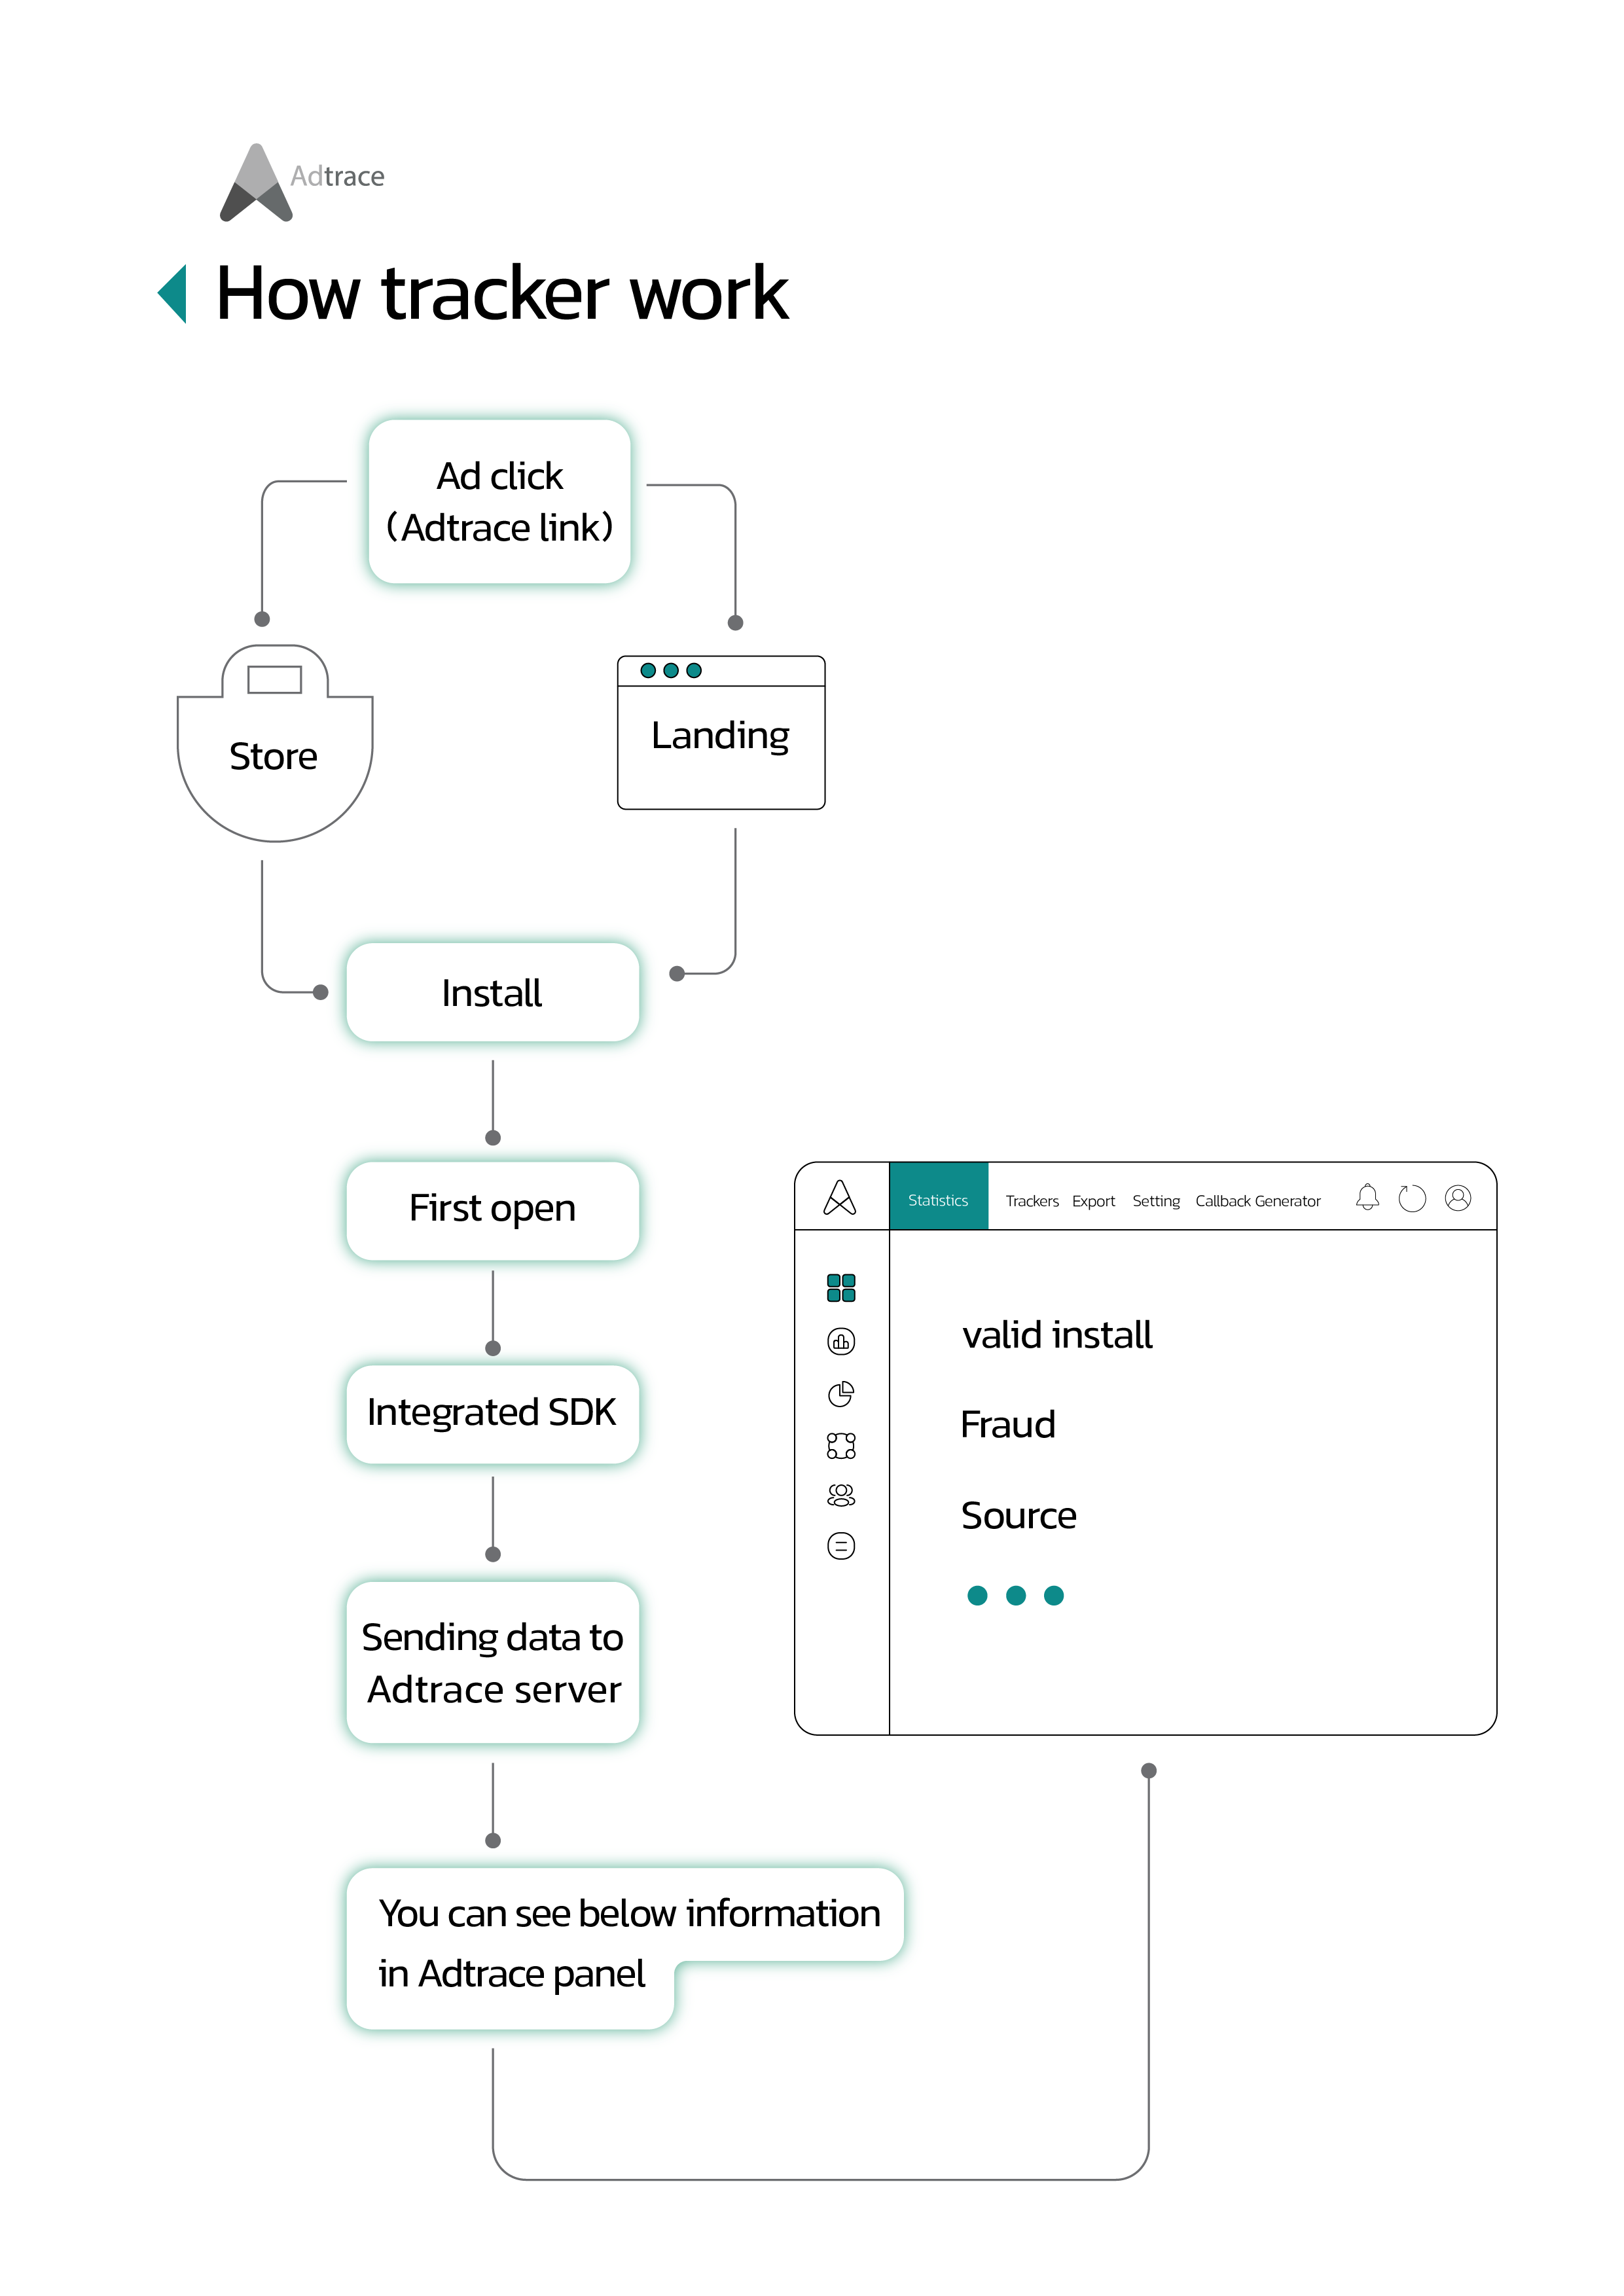 Adtrace
How tracker work
Ad click
(Adtrace link)
Store
Landing
Install
First open
Integrated SDK
Sending data to
Adtrace server
You can see below information
in Adtrace panel
Statistics Trackers Export Setting Callback Generator
valid install
Fraud
Source